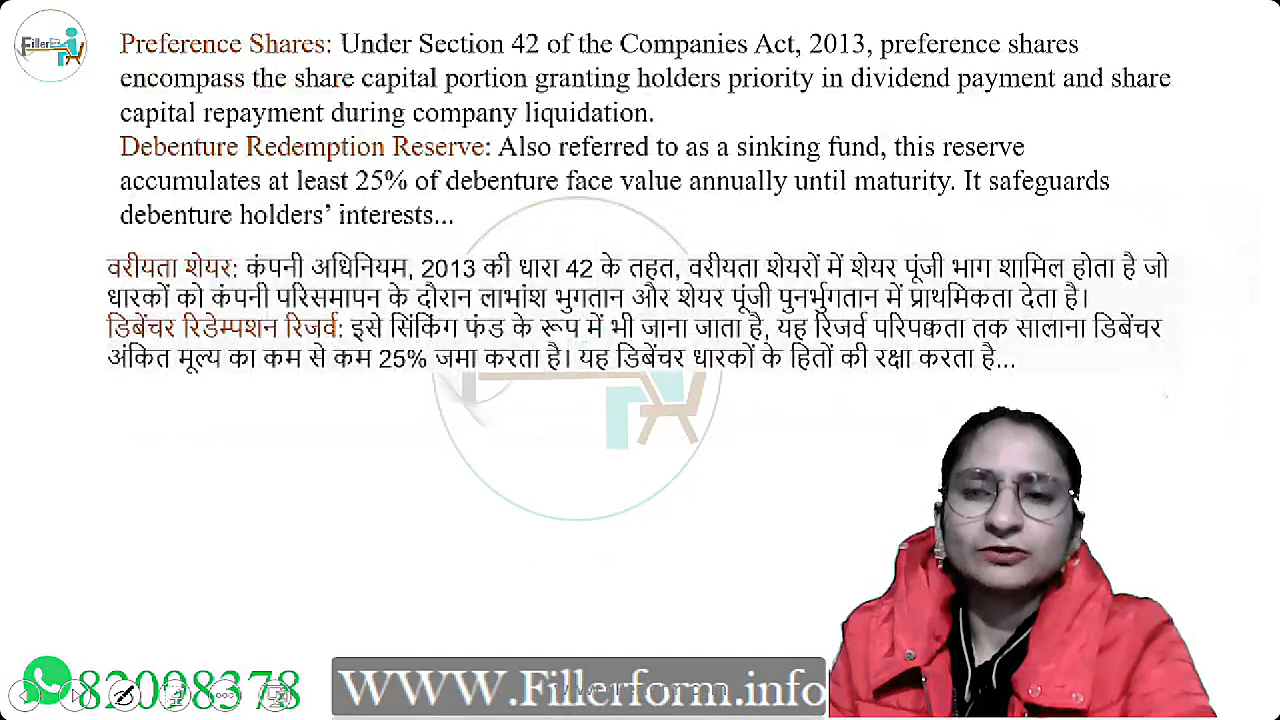 Filler
Preference Shares: Under Section 42 of the Companies Act, 2013, preference shares
encompass the share capital portion granting holders priority in dividend payment and share
capital repayment during company liquidation.
Debenture Redemption Reserve: Also referred to as a sinking fund, this reserve
accumulates at least 25% of debenture face value annually until maturity. It safeguards
debenture holders’ interests...
वरीयता शेयर: कंपनी अधिनियम, 2013 की धारा 42 के तहत, वरीयता शेयरों में शेयर पूंजी भाग शामिल होता है जो
धारकों को कंपनी परिसमापन के दौरान लाभांश भुगतान और शेयर पूंजी पुनर्भुगतान में प्राथमिकता देता है।
डिबेंचर रिडेम्पशन रिजर्व: इसे सिंकिंग फंड के रूप में भी जाना जाता है, यह रिजर्व परिपक्वता तक सालाना डिबेंचर
अंकित मूल्य का कम से कम 25% जमा करता है। यह डिबेंचर धारकों के हितों की रक्षा करता है...
82098378
WWW.Fillerform.info